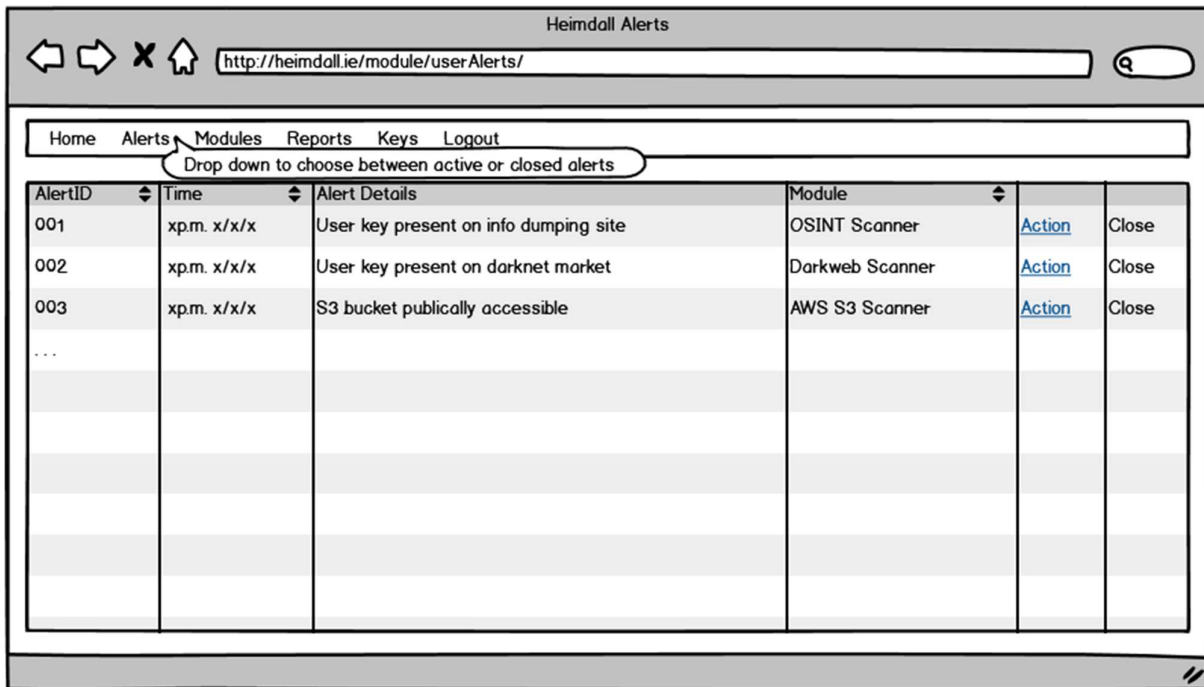 Heimdall Alerts
http://heimdall.ie/module/userAlerts/
Home Alerts Modules Reports Keys Logout
Drop down to choose between active or closed alerts
AlertID Time Alert Details Module
001 xp.m. x/x/x User key present on info dumping site OSINT Scanner Action Close
002 xp.m. x/x/x User key present on darknet market Darkweb Scanner Action Close
003 xp.m. x/x/x S3 bucket publically accessible AWS S3 Scanner Action Close
...